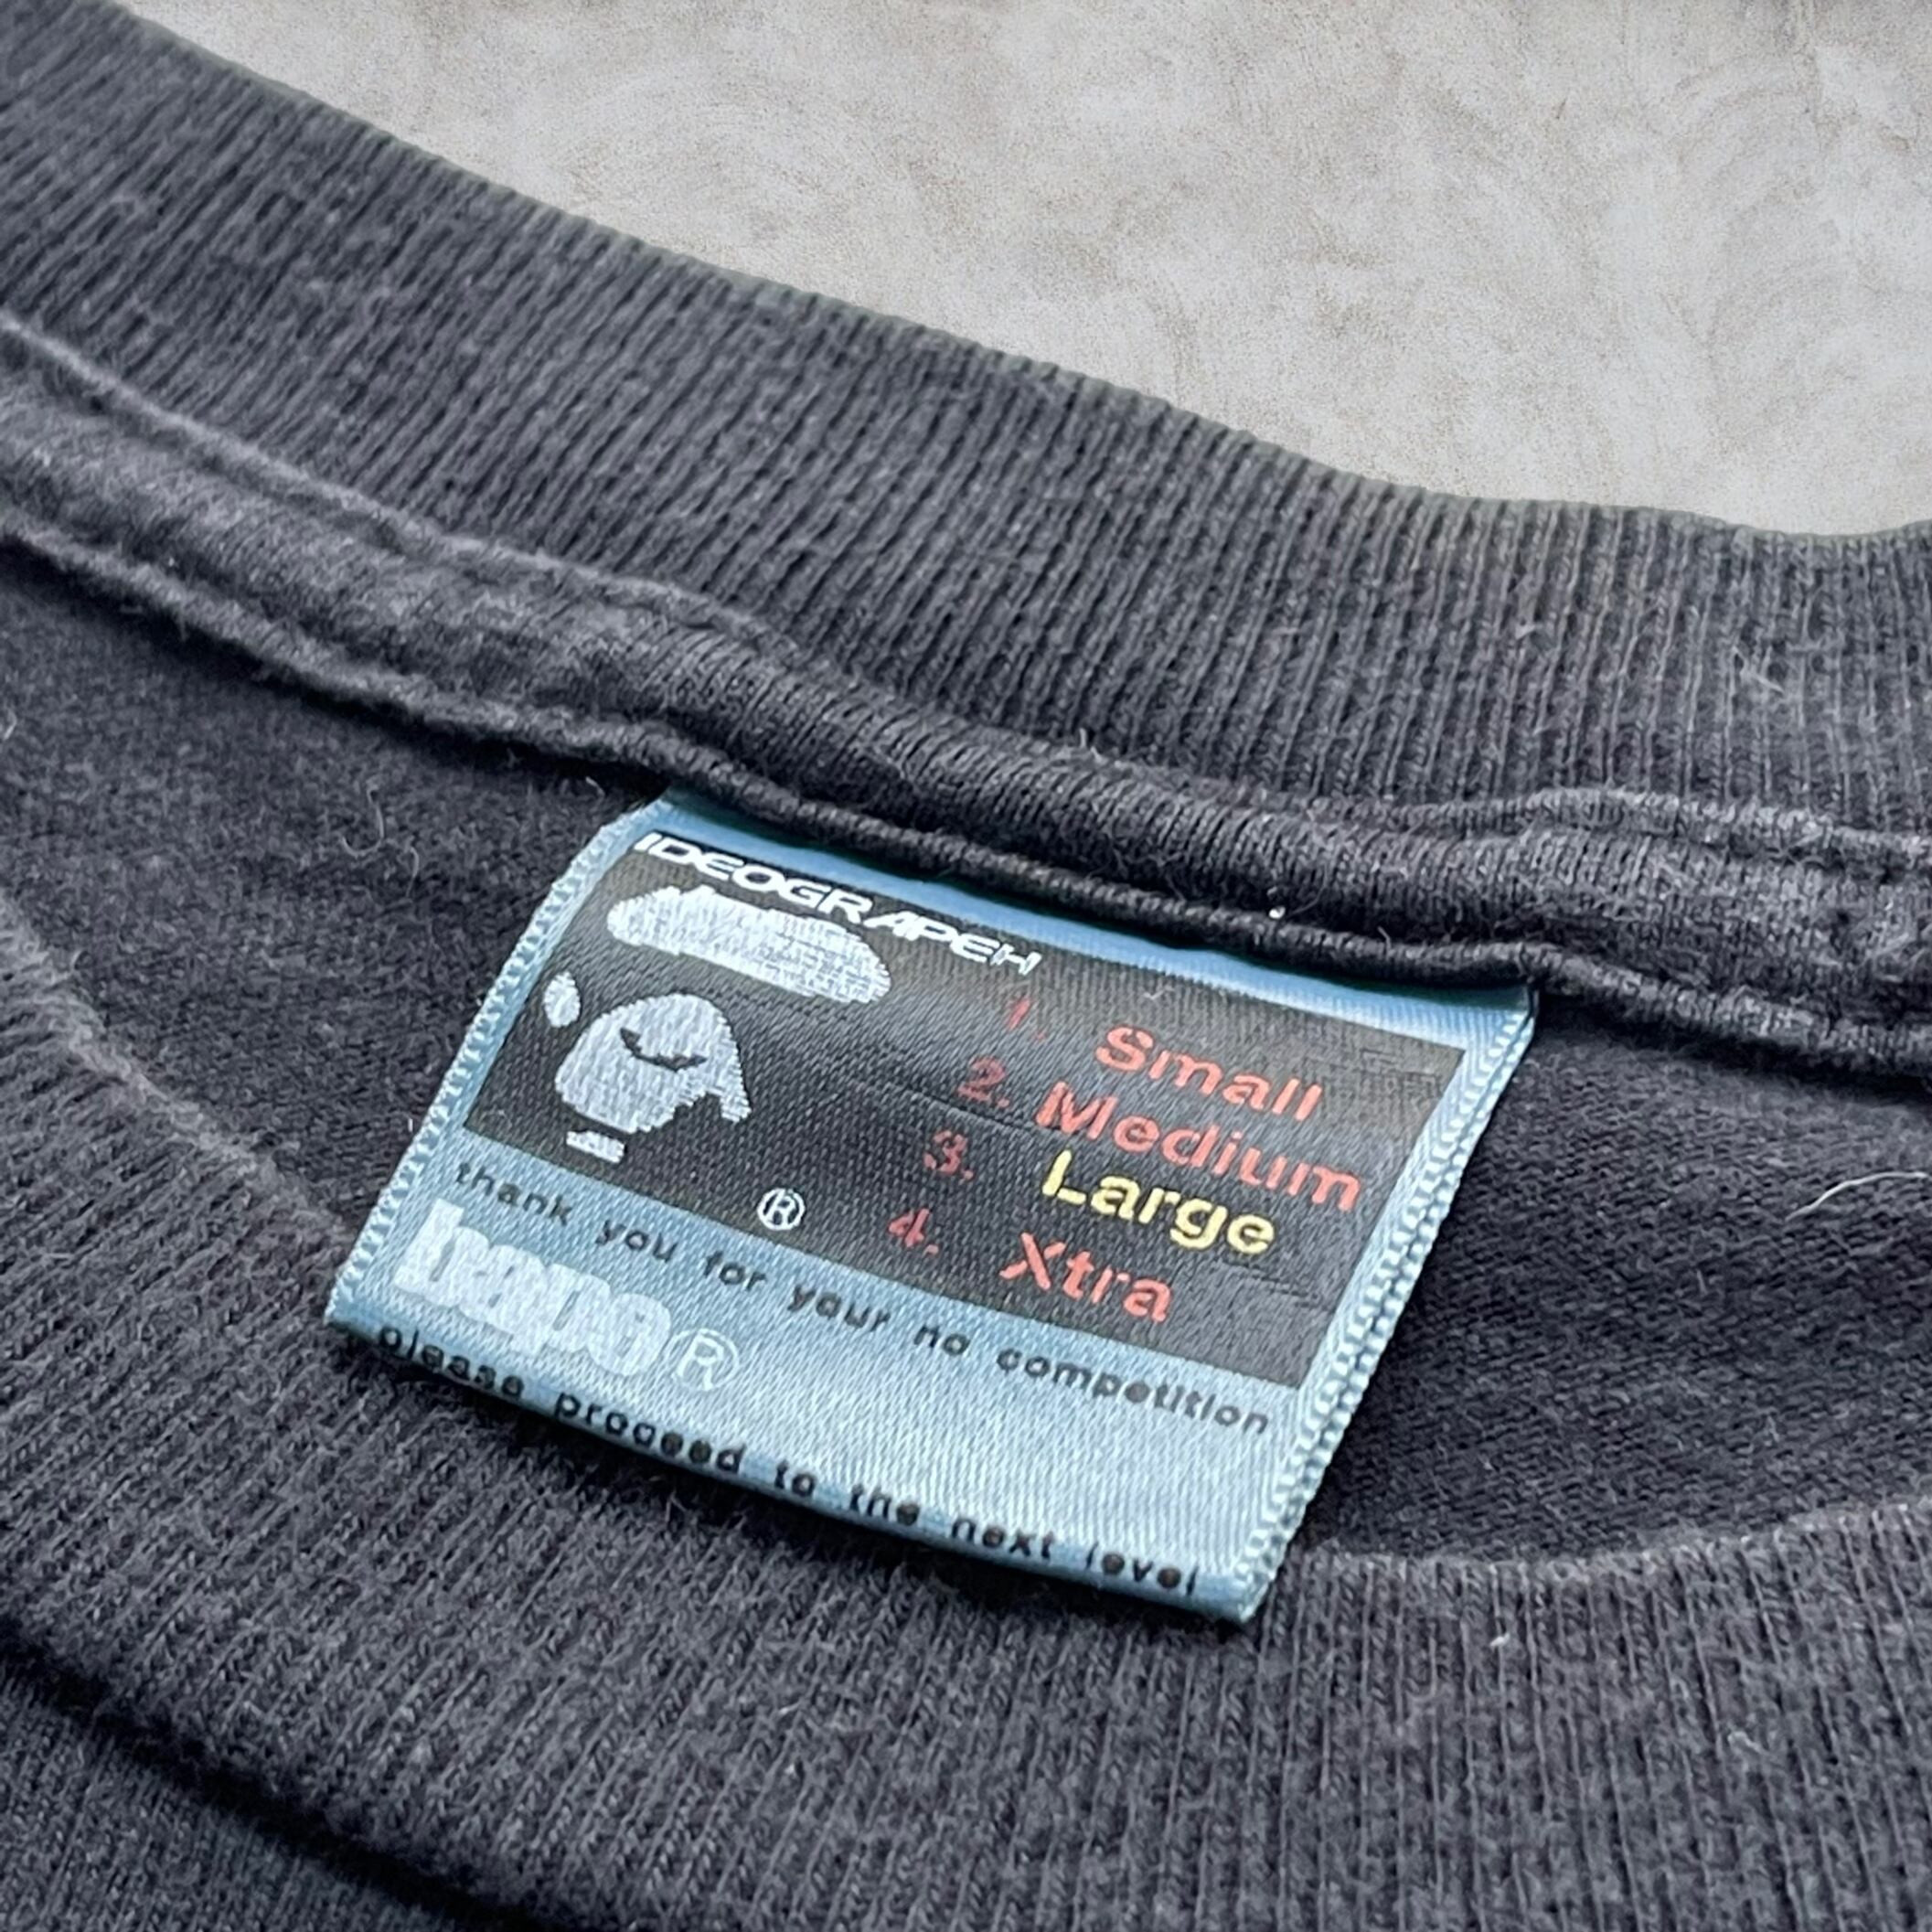 IDEOGRAPEH
1. Small
2. Medium
3. Large
4. Xtra
®
thank you for your no competition
bape®
please proceed to the next level